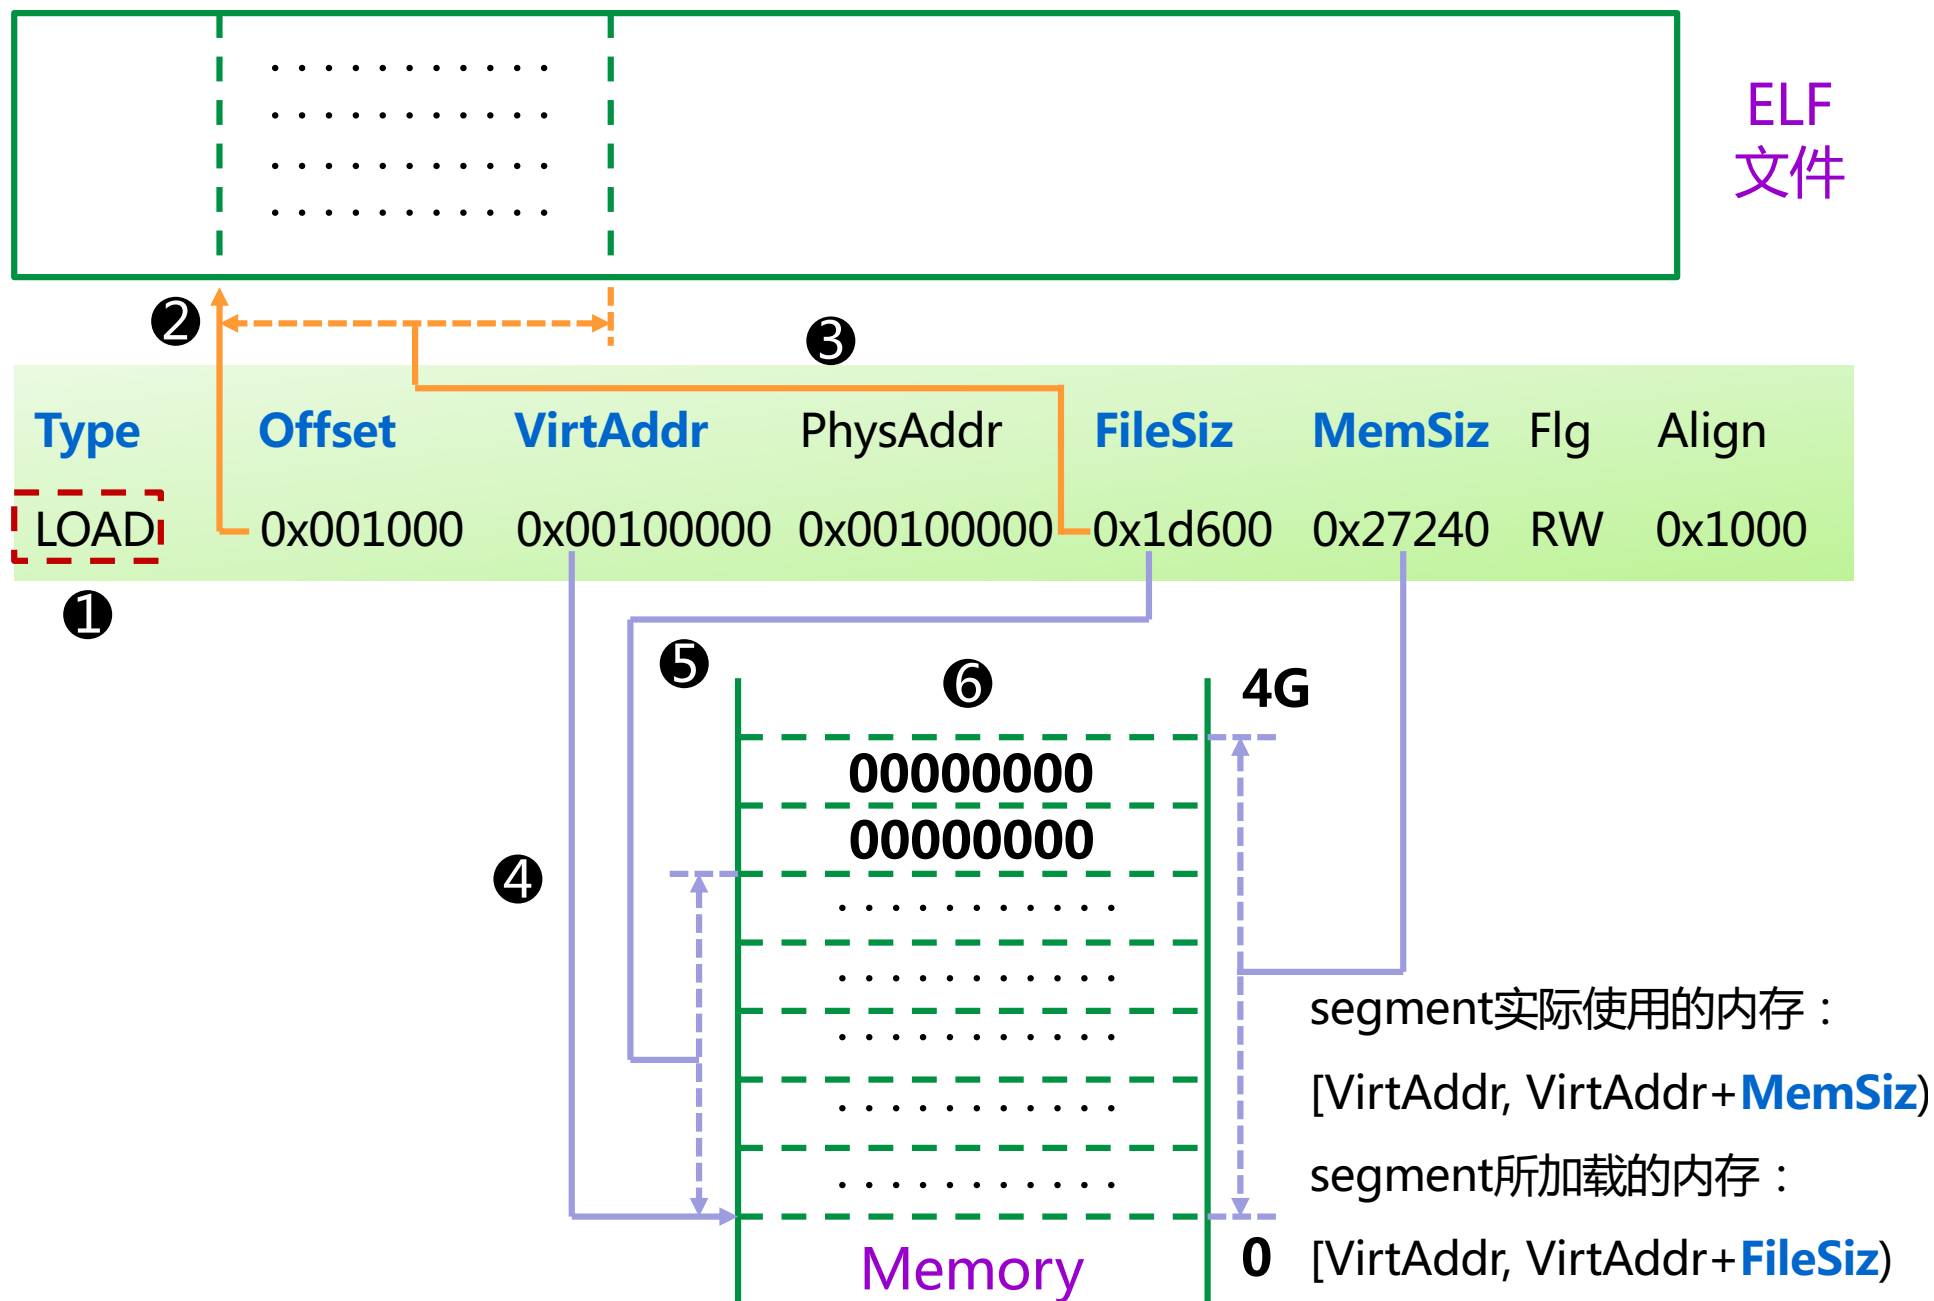 . . . . . . . . . . .
. . . . . . . . . . .
. . . . . . . . . . .
. . . . . . . . . . .
ELF
文件
❷
❸
Type Offset VirtAddr PhysAddr FileSiz MemSiz Flg Align
LOAD 0x001000 0x00100000 0x00100000 0x1d600 0x27240 RW 0x1000
❶
❺
❻
4G
00000000
00000000
❹
. . . . . . . . . . .
. . . . . . . . . . .
. . . . . . . . . . .
. . . . . . . . . . .
. . . . . . . . . . .
segment实际使用的内存：
[VirtAddr, VirtAddr+MemSiz)
segment所加载的内存：
[VirtAddr, VirtAddr+FileSiz)
0
Memory